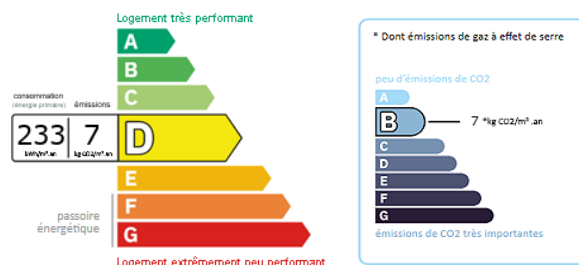 Logement très performant
A
B
C
consommation
(énergie primaire)
émissions
233
kWh/m².an
7
kg CO2/m².an
D
E
F
G
passoire
énergétique
Logement extrêmement peu performant
* Dont émissions de gaz à effet de serre
peu d'émissions de CO2
A
B
7 *kg CO2/m².an
C
D
E
F
G
émissions de CO2 très importantes